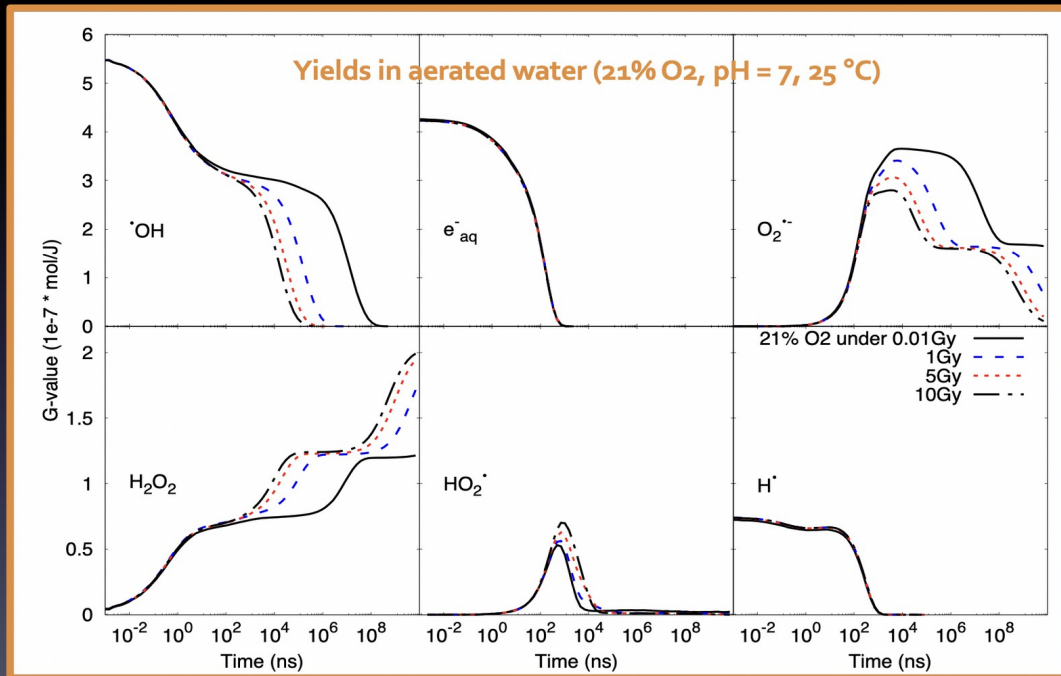 Yields in aerated water (21% O2, pH = 7, 25 °C)
G-value (1e-7 * mol/J)
6
5
4
3
2
1
0
•OH
e⁻aq
O₂•⁻
2
1.5
1
0.5
0
H₂O₂
HO₂•
H•
21% O2 under 0.01Gy
1Gy
5Gy
10Gy
10⁻² 10⁰ 10² 10⁴ 10⁶ 10⁸
10⁻² 10⁰ 10² 10⁴ 10⁶ 10⁸
10⁻² 10⁰ 10² 10⁴ 10⁶ 10⁸
Time (ns)
Time (ns)
Time (ns)